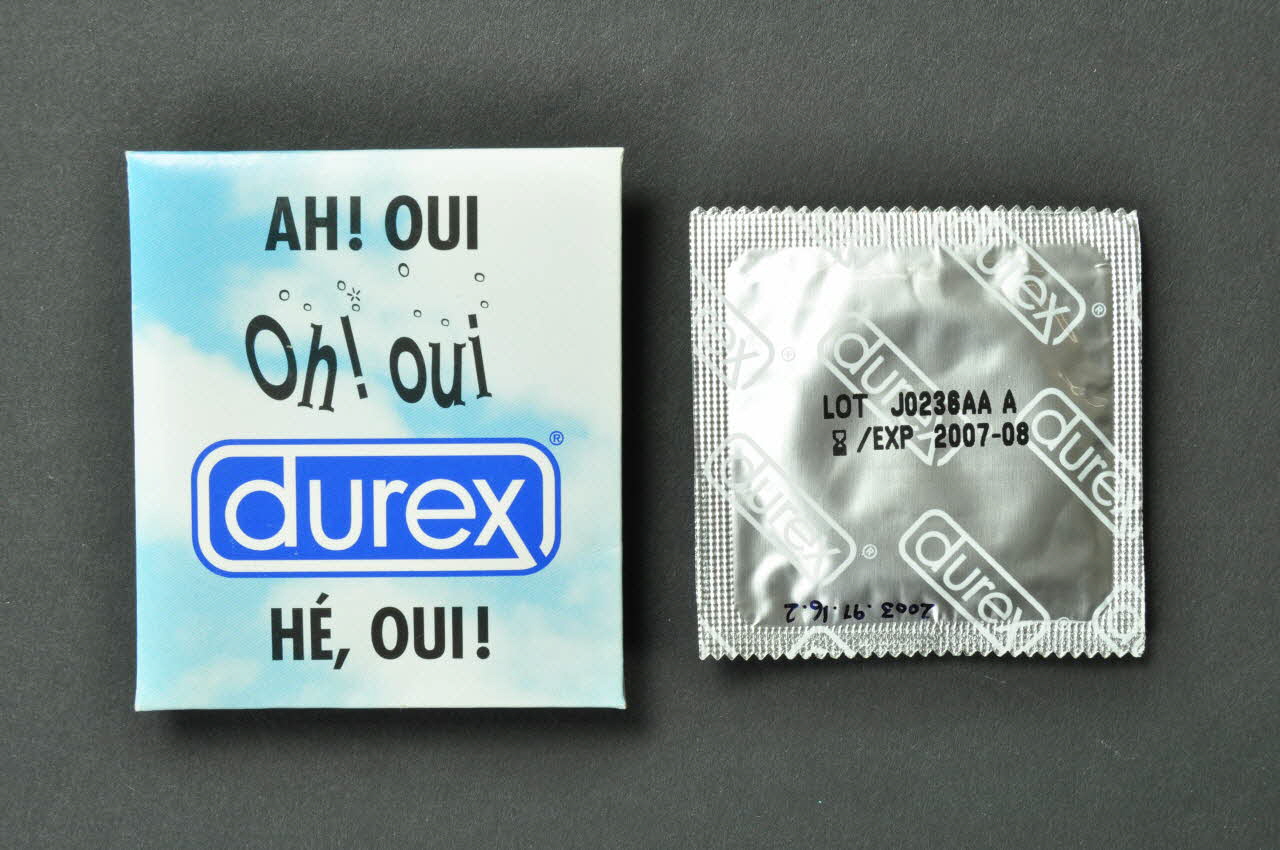 AH! OUI
Oh! oui
durex®
HÉ, OUI!
durex®
durex
durex
LOT J0236AA A
⌛/EXP 2007-08
durex
durex®
durex
2003.97.16.2